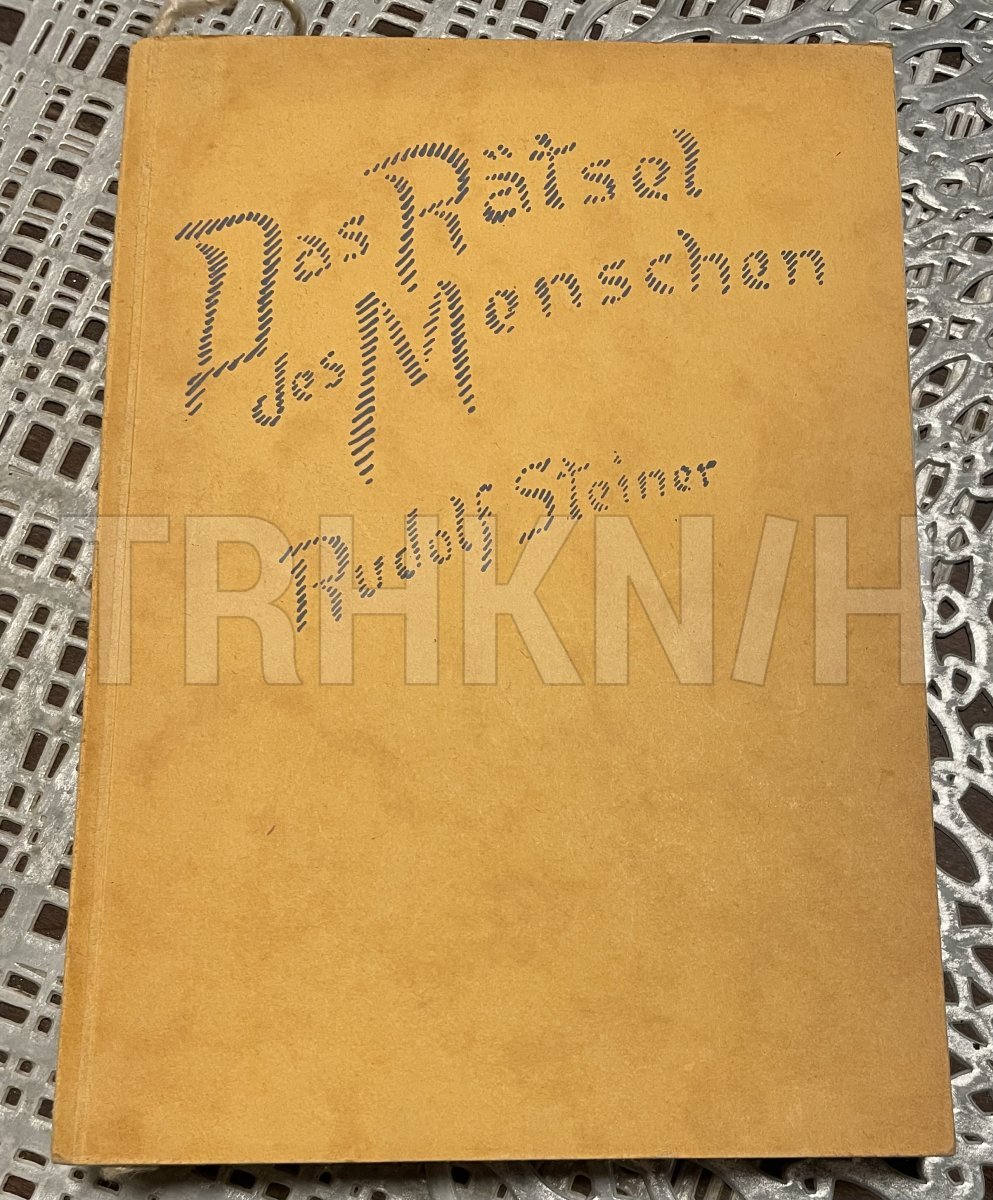 Das Rätsel
des Menschen
Rudolf Steiner
TRHKN/H